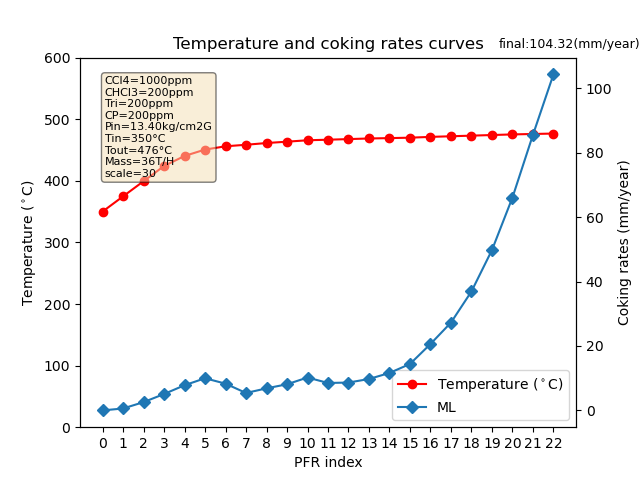 Temperature and coking rates curves
final:104.32(mm/year)
CCl4=1000ppm
CHCl3=200ppm
Tri=200ppm
CP=200ppm
Pin=13.40kg/cm2G
Tin=350°C
Tout=476°C
Mass=36T/H
scale=30
600
500
400
300
200
100
0
Temperature (°C)
100
80
60
40
20
0
Coking rates (mm/year)
Temperature (°C)
ML
0 1 2 3 4 5 6 7 8 9 10 11 12 13 14 15 16 17 18 19 20 21 22
PFR index